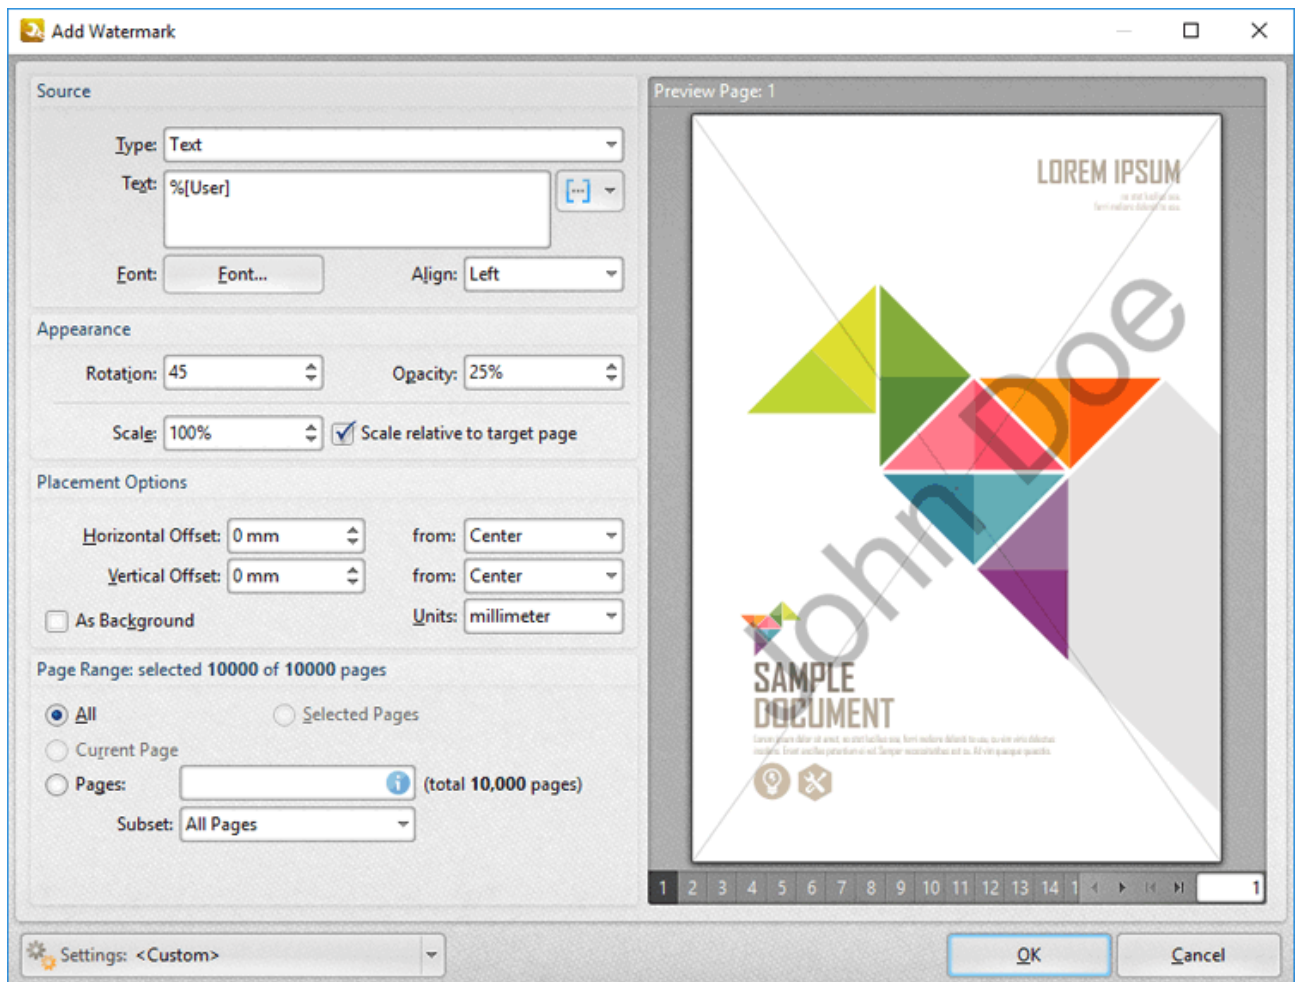 Add Watermark
Source
Type: Text
Text: %[User]
Font: Font... Align: Left
Appearance
Rotation: 45 Opacity: 25%
Scale: 100% Scale relative to target page
Placement Options
Horizontal Offset: 0 mm from: Center
Vertical Offset: 0 mm from: Center
As Background Units: millimeter
Page Range: selected 10000 of 10000 pages
All Selected Pages
Current Page
Pages: (total 10,000 pages)
Subset: All Pages
Preview Page: 1
LOREM IPSUM
John Doe
SAMPLE
DOCUMENT
1 2 3 4 5 6 7 8 9 10 11 12 13 14 1 1
Settings: <Custom> OK Cancel